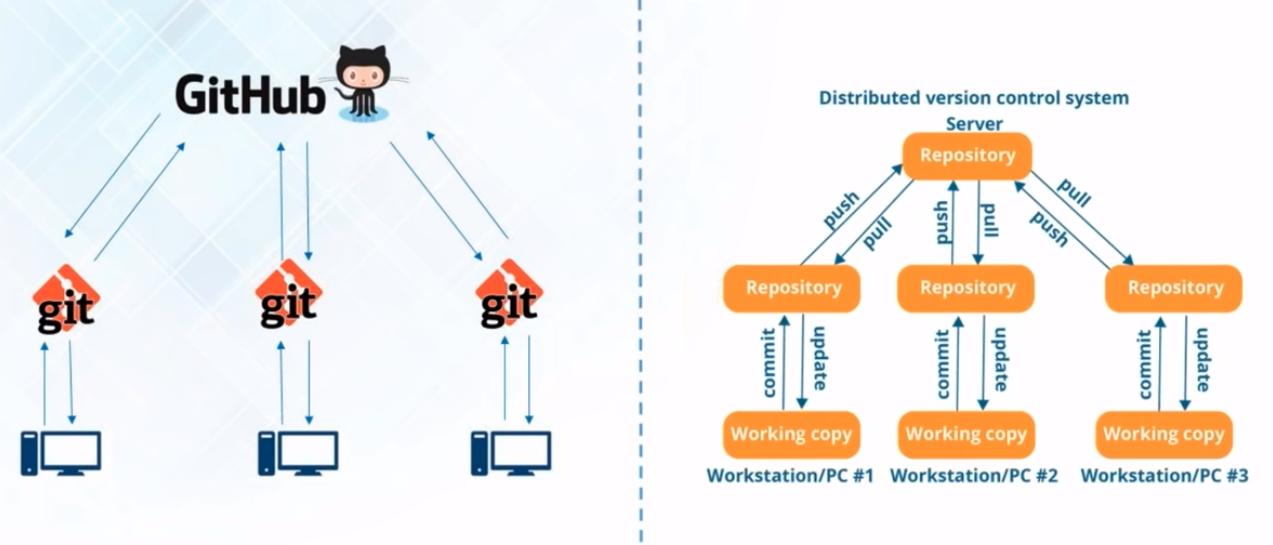 GitHub
git
git
git
Distributed version control system
Server
Repository
push
pull
push
pull
push
pull
Repository
Repository
Repository
commit
update
commit
update
commit
update
Working copy
Working copy
Working copy
Workstation/PC #1
Workstation/PC #2
Workstation/PC #3